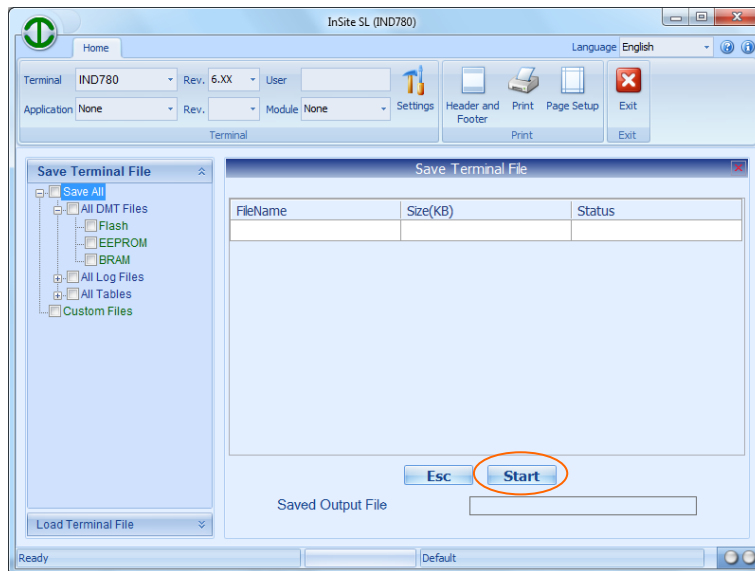 InSite SL (IND780)
Home
Language English
Terminal IND780 Rev. 6.XX User
Application None Rev. Module None
Settings
Header and Footer
Print
Page Setup
Exit
Terminal
Print
Exit
Save Terminal File
Save All
All DMT Files
Flash
EEPROM
BRAM
All Log Files
All Tables
Custom Files
Load Terminal File
Save Terminal File
FileName Size(KB) Status
Esc Start
Saved Output File
Ready Default